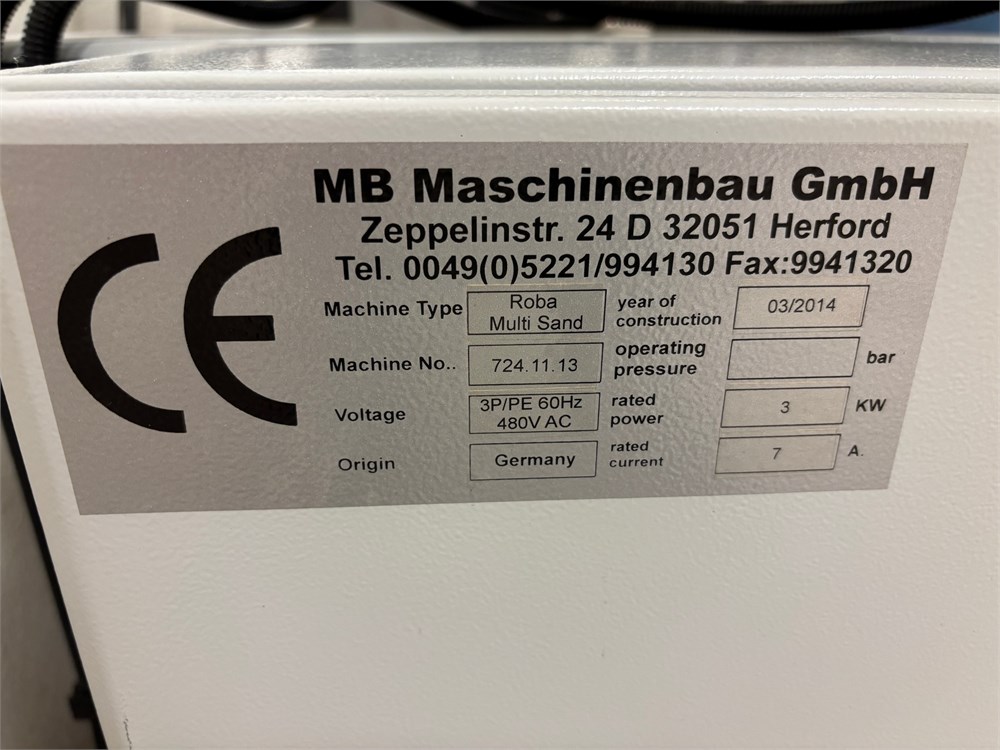 CE
MB Maschinenbau GmbH
Zeppelinstr. 24 D 32051 Herford
Tel. 0049(0)5221/994130 Fax:9941320
Machine Type Roba Multi Sand year of construction 03/2014
Machine No.. 724.11.13 operating pressure bar
Voltage 3P/PE 60Hz 480V AC rated power 3 KW
Origin Germany rated current 7 A.